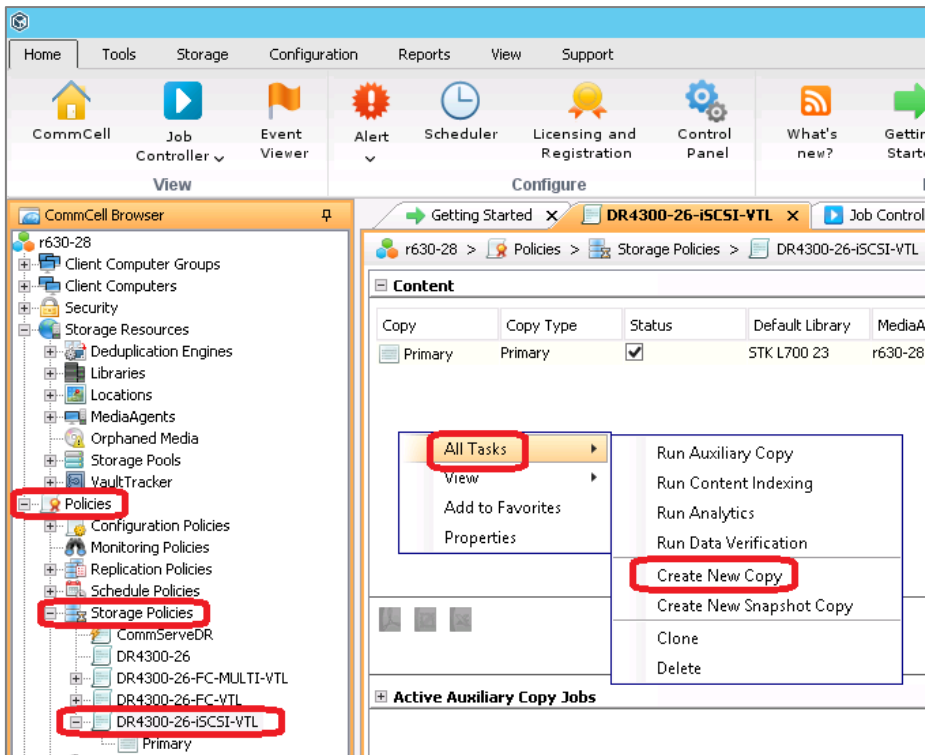 Home Tools Storage Configuration Reports View Support
CommCell Job Controller Event Viewer Alert Scheduler Licensing and Registration Control Panel What's new?
View Configure
CommCell Browser
Getting Started DR4300-26-iSCSI-VTL
r630-28 > Policies > Storage Policies > DR4300-26-iSCSI-VTL
r630-28
Client Computer Groups
Client Computers
Security
Storage Resources
Deduplication Engines
Libraries
Locations
MediaAgents
Orphaned Media
Storage Pools
VaultTracker
Policies
Configuration Policies
Monitoring Policies
Replication Policies
Schedule Policies
Storage Policies
CommServeDR
DR4300-26
DR4300-26-FC-MULTI-VTL
DR4300-26-FC-VTL
DR4300-26-iSCSI-VTL
Primary
Content
Copy Copy Type Status Default Library MediaA
Primary Primary STK L700 23 r630-28
All Tasks
View
Add to Favorites
Properties
Run Auxiliary Copy
Run Content Indexing
Run Analytics
Run Data Verification
Create New Copy
Create New Snapshot Copy
Clone
Delete
Active Auxiliary Copy Jobs